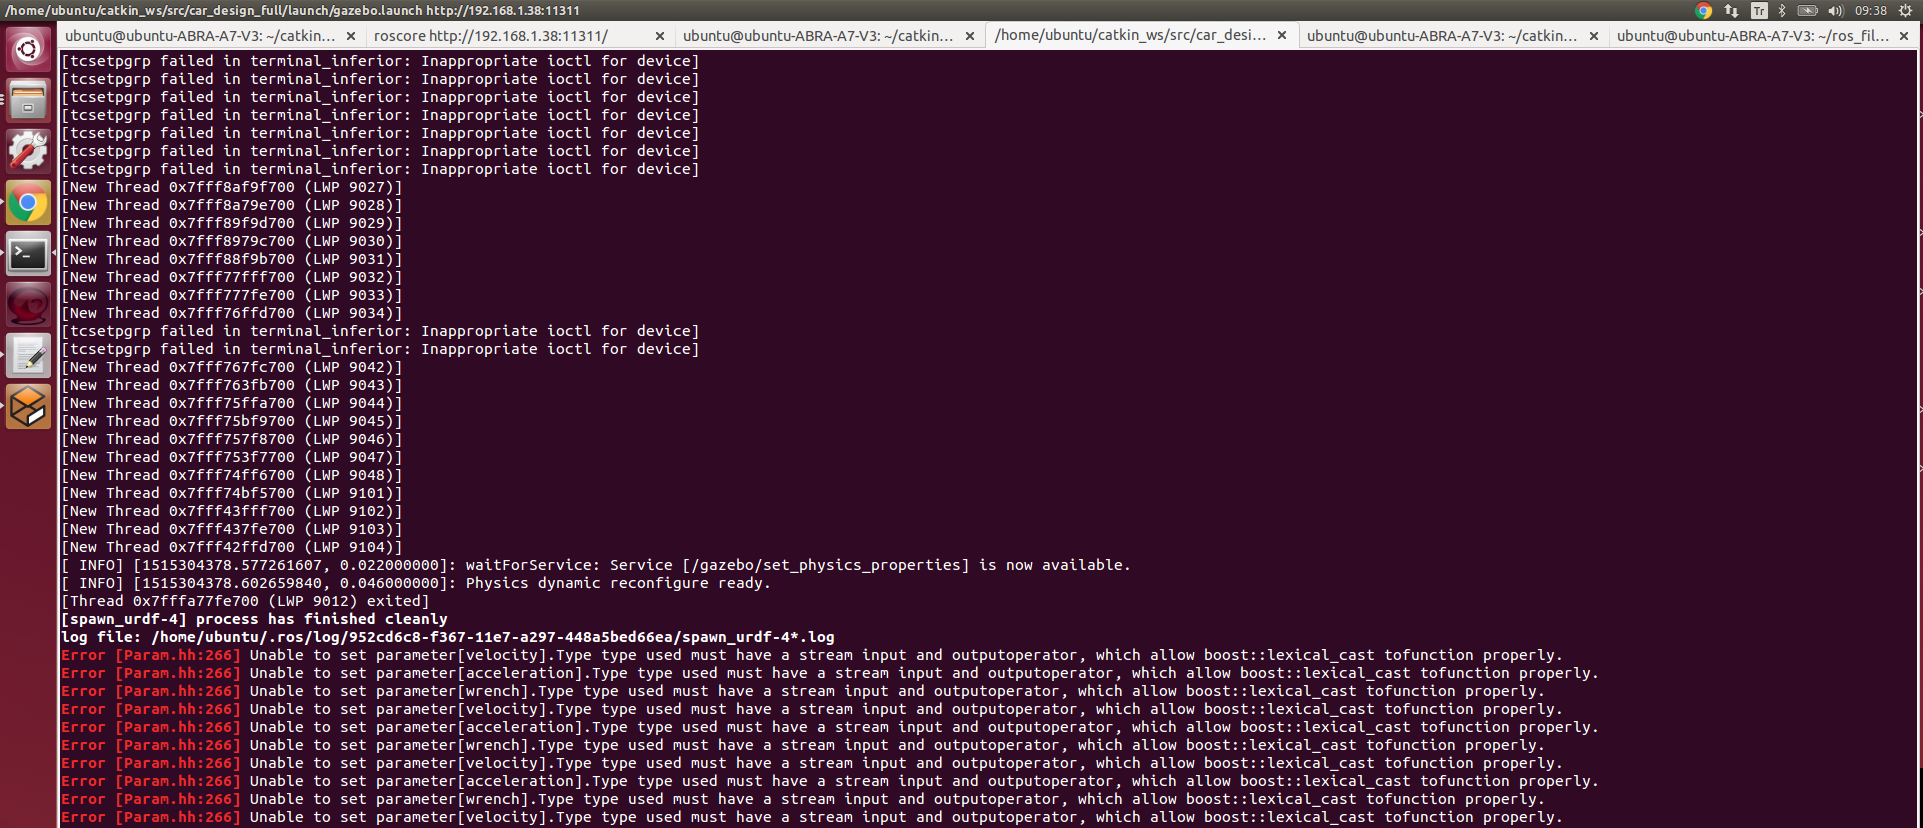 /home/ubuntu/catkin_ws/src/car_design_full/launch/gazebo.launch http://192.168.1.38:11311
Tr
09:38
ubuntu@ubuntu-ABRA-A7-V3: ~/catkin...
roscore http://192.168.1.38:11311/
ubuntu@ubuntu-ABRA-A7-V3: ~/catkin...
/home/ubuntu/catkin_ws/src/car_desi...
ubuntu@ubuntu-ABRA-A7-V3: ~/catkin...
ubuntu@ubuntu-ABRA-A7-V3: ~/ros_fil...
[tcsetpgrp failed in terminal_inferior: Inappropriate ioctl for device]
[tcsetpgrp failed in terminal_inferior: Inappropriate ioctl for device]
[tcsetpgrp failed in terminal_inferior: Inappropriate ioctl for device]
[tcsetpgrp failed in terminal_inferior: Inappropriate ioctl for device]
[tcsetpgrp failed in terminal_inferior: Inappropriate ioctl for device]
[tcsetpgrp failed in terminal_inferior: Inappropriate ioctl for device]
[tcsetpgrp failed in terminal_inferior: Inappropriate ioctl for device]
[New Thread 0x7fff8af9f700 (LWP 9027)]
[New Thread 0x7fff8a79e700 (LWP 9028)]
[New Thread 0x7fff89f9d700 (LWP 9029)]
[New Thread 0x7fff8979c700 (LWP 9030)]
[New Thread 0x7fff88f9b700 (LWP 9031)]
[New Thread 0x7fff77fff700 (LWP 9032)]
[New Thread 0x7fff777fe700 (LWP 9033)]
[New Thread 0x7fff76ffd700 (LWP 9034)]
[tcsetpgrp failed in terminal_inferior: Inappropriate ioctl for device]
[tcsetpgrp failed in terminal_inferior: Inappropriate ioctl for device]
[New Thread 0x7fff767fc700 (LWP 9042)]
[New Thread 0x7fff763fb700 (LWP 9043)]
[New Thread 0x7fff75ffa700 (LWP 9044)]
[New Thread 0x7fff75bf9700 (LWP 9045)]
[New Thread 0x7fff757f8700 (LWP 9046)]
[New Thread 0x7fff753f7700 (LWP 9047)]
[New Thread 0x7fff74ff6700 (LWP 9048)]
[New Thread 0x7fff74bf5700 (LWP 9101)]
[New Thread 0x7fff43fff700 (LWP 9102)]
[New Thread 0x7fff437fe700 (LWP 9103)]
[New Thread 0x7fff42ffd700 (LWP 9104)]
[ INFO] [1515304378.577261607, 0.022000000]: waitForService: Service [/gazebo/set_physics_properties] is now available.
[ INFO] [1515304378.602659840, 0.046000000]: Physics dynamic reconfigure ready.
[Thread 0x7fffa77fe700 (LWP 9012) exited]
[spawn_urdf-4] process has finished cleanly
log file: /home/ubuntu/.ros/log/952cd6c8-f367-11e7-a297-448a5bed66ea/spawn_urdf-4*.log
Error [Param.hh:266] Unable to set parameter[velocity].Type type used must have a stream input and outputoperator, which allow boost::lexical_cast tofunction properly.
Error [Param.hh:266] Unable to set parameter[acceleration].Type type used must have a stream input and outputoperator, which allow boost::lexical_cast tofunction properly.
Error [Param.hh:266] Unable to set parameter[wrench].Type type used must have a stream input and outputoperator, which allow boost::lexical_cast tofunction properly.
Error [Param.hh:266] Unable to set parameter[velocity].Type type used must have a stream input and outputoperator, which allow boost::lexical_cast tofunction properly.
Error [Param.hh:266] Unable to set parameter[acceleration].Type type used must have a stream input and outputoperator, which allow boost::lexical_cast tofunction properly.
Error [Param.hh:266] Unable to set parameter[wrench].Type type used must have a stream input and outputoperator, which allow boost::lexical_cast tofunction properly.
Error [Param.hh:266] Unable to set parameter[velocity].Type type used must have a stream input and outputoperator, which allow boost::lexical_cast tofunction properly.
Error [Param.hh:266] Unable to set parameter[acceleration].Type type used must have a stream input and outputoperator, which allow boost::lexical_cast tofunction properly.
Error [Param.hh:266] Unable to set parameter[wrench].Type type used must have a stream input and outputoperator, which allow boost::lexical_cast tofunction properly.
Error [Param.hh:266] Unable to set parameter[velocity].Type type used must have a stream input and outputoperator, which allow boost::lexical_cast tofunction properly.